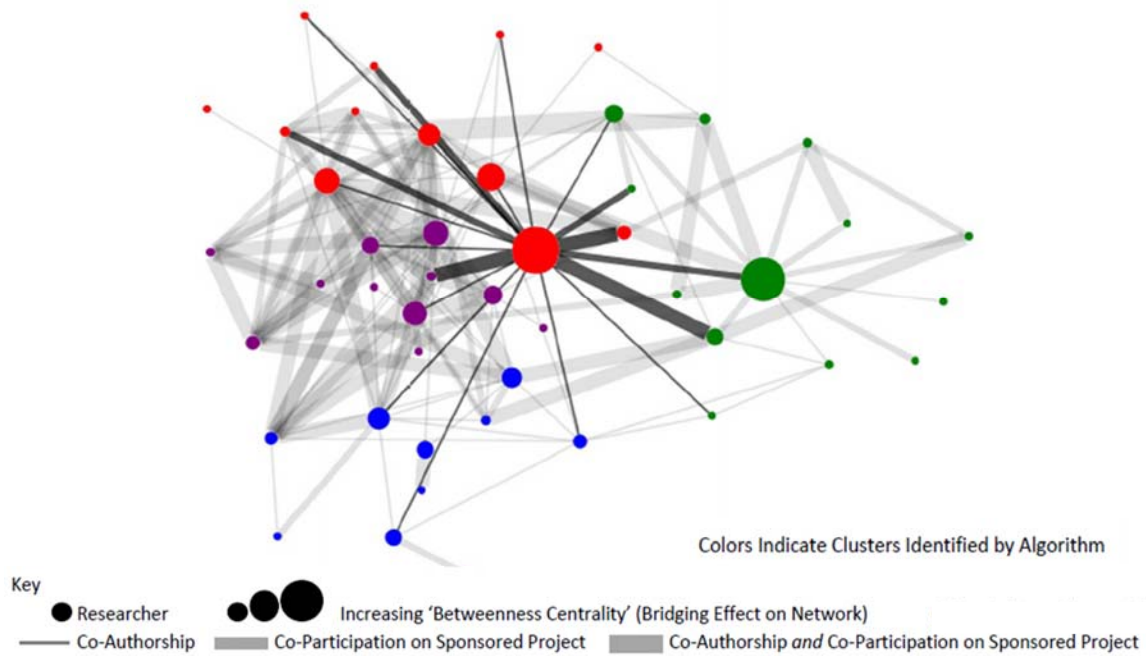 Colors Indicate Clusters Identified by Algorithm
Key
Researcher
Increasing ‘Betweenness Centrality’ (Bridging Effect on Network)
Co-Authorship
Co-Participation on Sponsored Project
Co-Authorship and Co-Participation on Sponsored Project